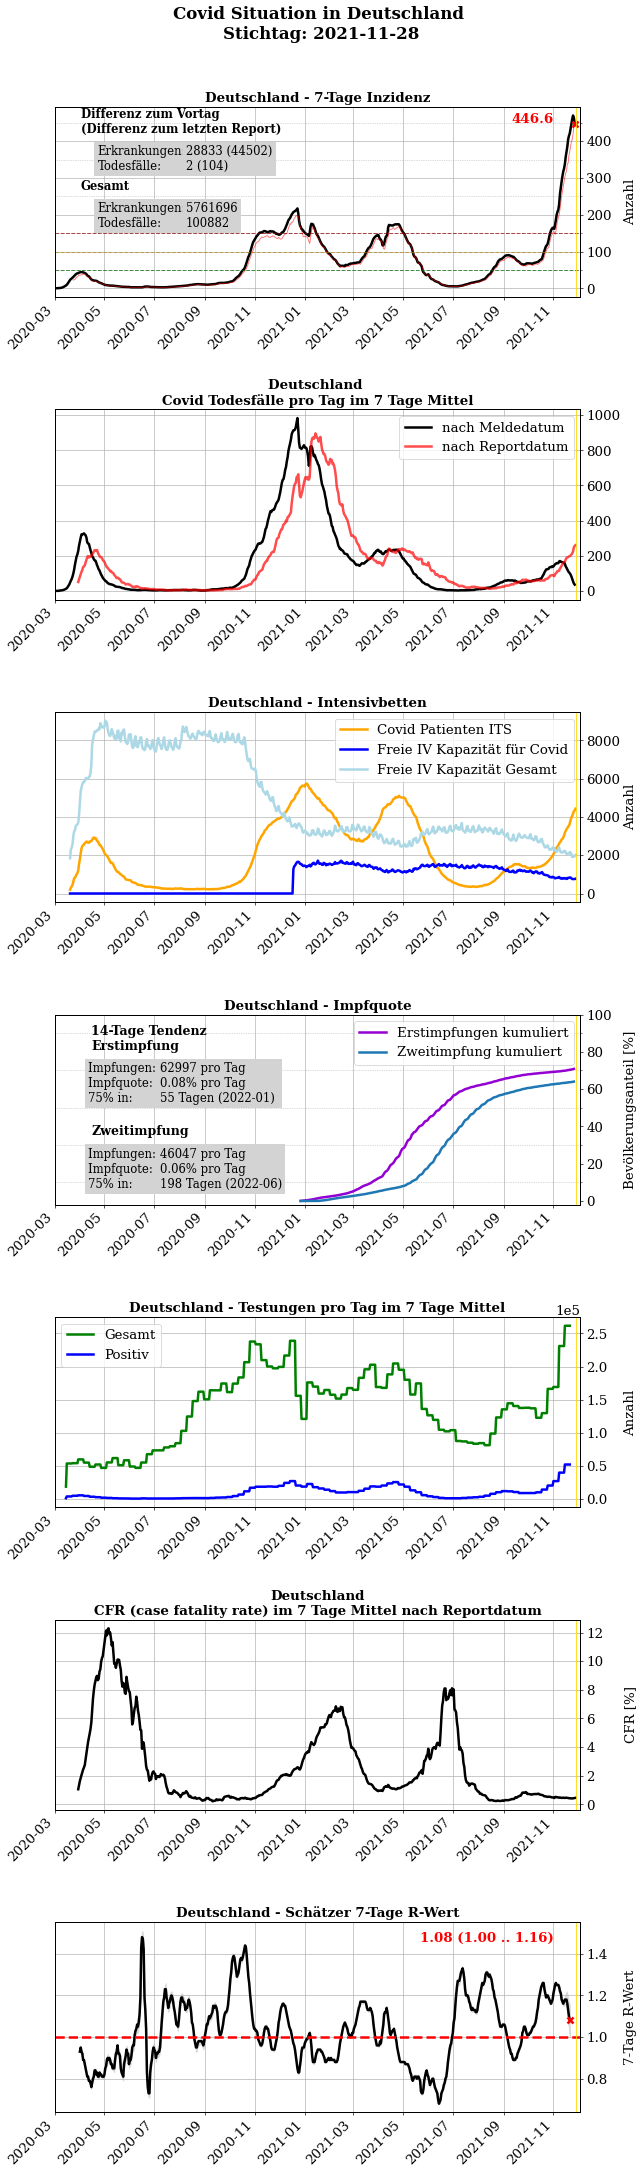 Covid Situation in Deutschland
Stichtag: 2021-11-28
Deutschland - 7-Tage Inzidenz
Differenz zum Vortag
(Differenz zum letzten Report)
Erkrankungen 28833 (44502)
Todesfälle: 2 (104)
Gesamt
Erkrankungen 5761696
Todesfälle: 100882
446.6
400
300
200
100
0
Anzahl
2020-03 2020-05 2020-07 2020-09 2020-11 2021-01 2021-03 2021-05 2021-07 2021-09 2021-11
Deutschland
Covid Todesfälle pro Tag im 7 Tage Mittel
nach Meldedatum
nach Reportdatum
1000
800
600
400
200
0
2020-03 2020-05 2020-07 2020-09 2020-11 2021-01 2021-03 2021-05 2021-07 2021-09 2021-11
Deutschland - Intensivbetten
Covid Patienten ITS
Freie IV Kapazität für Covid
Freie IV Kapazität Gesamt
8000
6000
4000
2000
0
Anzahl
2020-03 2020-05 2020-07 2020-09 2020-11 2021-01 2021-03 2021-05 2021-07 2021-09 2021-11
Deutschland - Impfquote
14-Tage Tendenz
Erstimpfung
Impfungen: 62997 pro Tag
Impfquote: 0.08% pro Tag
75% in: 55 Tagen (2022-01)
Zweitimpfung
Impfungen: 46047 pro Tag
Impfquote: 0.06% pro Tag
75% in: 198 Tagen (2022-06)
Erstimpfungen kumuliert
Zweitimpfung kumuliert
100
80
60
40
20
0
Bevölkerungsanteil [%]
2020-03 2020-05 2020-07 2020-09 2020-11 2021-01 2021-03 2021-05 2021-07 2021-09 2021-11
Deutschland - Testungen pro Tag im 7 Tage Mittel
1e5
Gesamt
Positiv
2.5
2.0
1.5
1.0
0.5
0.0
Anzahl
2020-03 2020-05 2020-07 2020-09 2020-11 2021-01 2021-03 2021-05 2021-07 2021-09 2021-11
Deutschland
CFR (case fatality rate) im 7 Tage Mittel nach Reportdatum
12
10
8
6
4
2
0
CFR [%]
2020-03 2020-05 2020-07 2020-09 2020-11 2021-01 2021-03 2021-05 2021-07 2021-09 2021-11
Deutschland - Schätzer 7-Tage R-Wert
1.08 (1.00 .. 1.16)
1.4
1.2
1.0
0.8
7-Tage R-Wert
2020-03 2020-05 2020-07 2020-09 2020-11 2021-01 2021-03 2021-05 2021-07 2021-09 2021-11